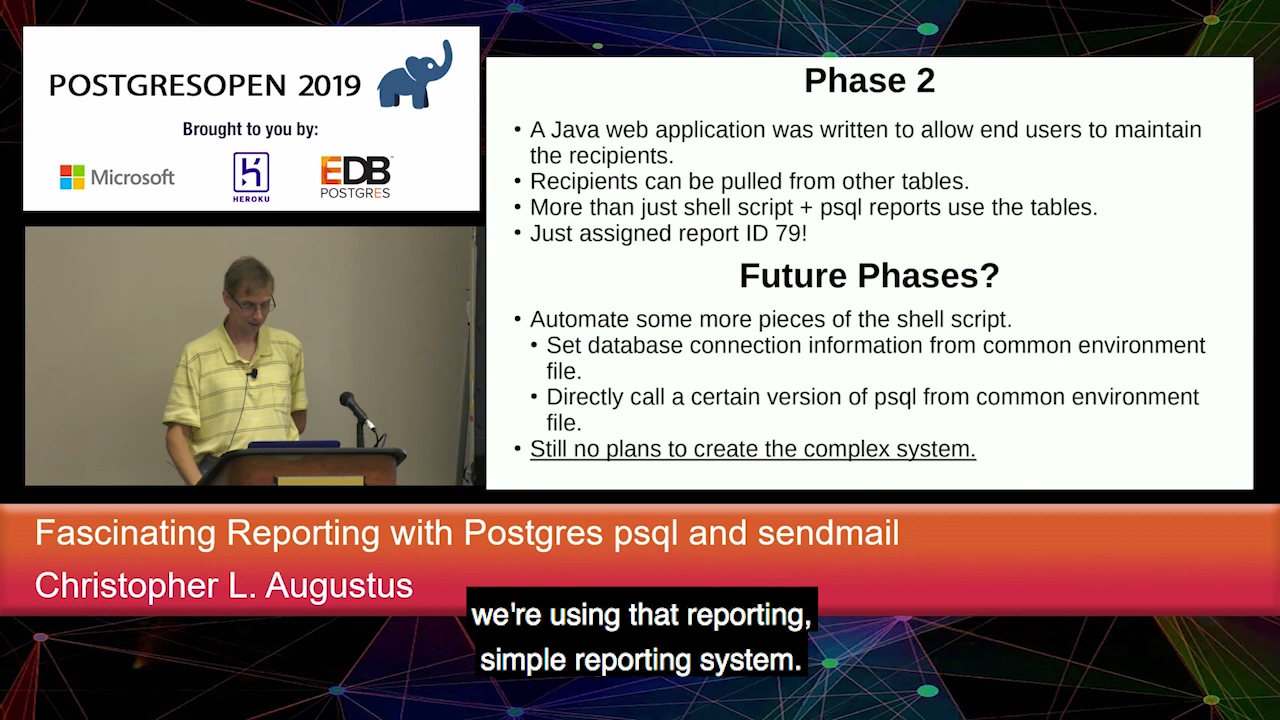 POSTGRESOPEN 2019
Brought to you by:
Microsoft
HEROKU
EDB
POSTGRES
Phase 2
• A Java web application was written to allow end users to maintain
the recipients.
• Recipients can be pulled from other tables.
• More than just shell script + psql reports use the tables.
• Just assigned report ID 79!
Future Phases?
• Automate some more pieces of the shell script.
• Set database connection information from common environment
file.
• Directly call a certain version of psql from common environment
file.
• Still no plans to create the complex system.
Fascinating Reporting with Postgres psql and sendmail
Christopher L. Augustus
we're using that reporting,
simple reporting system.